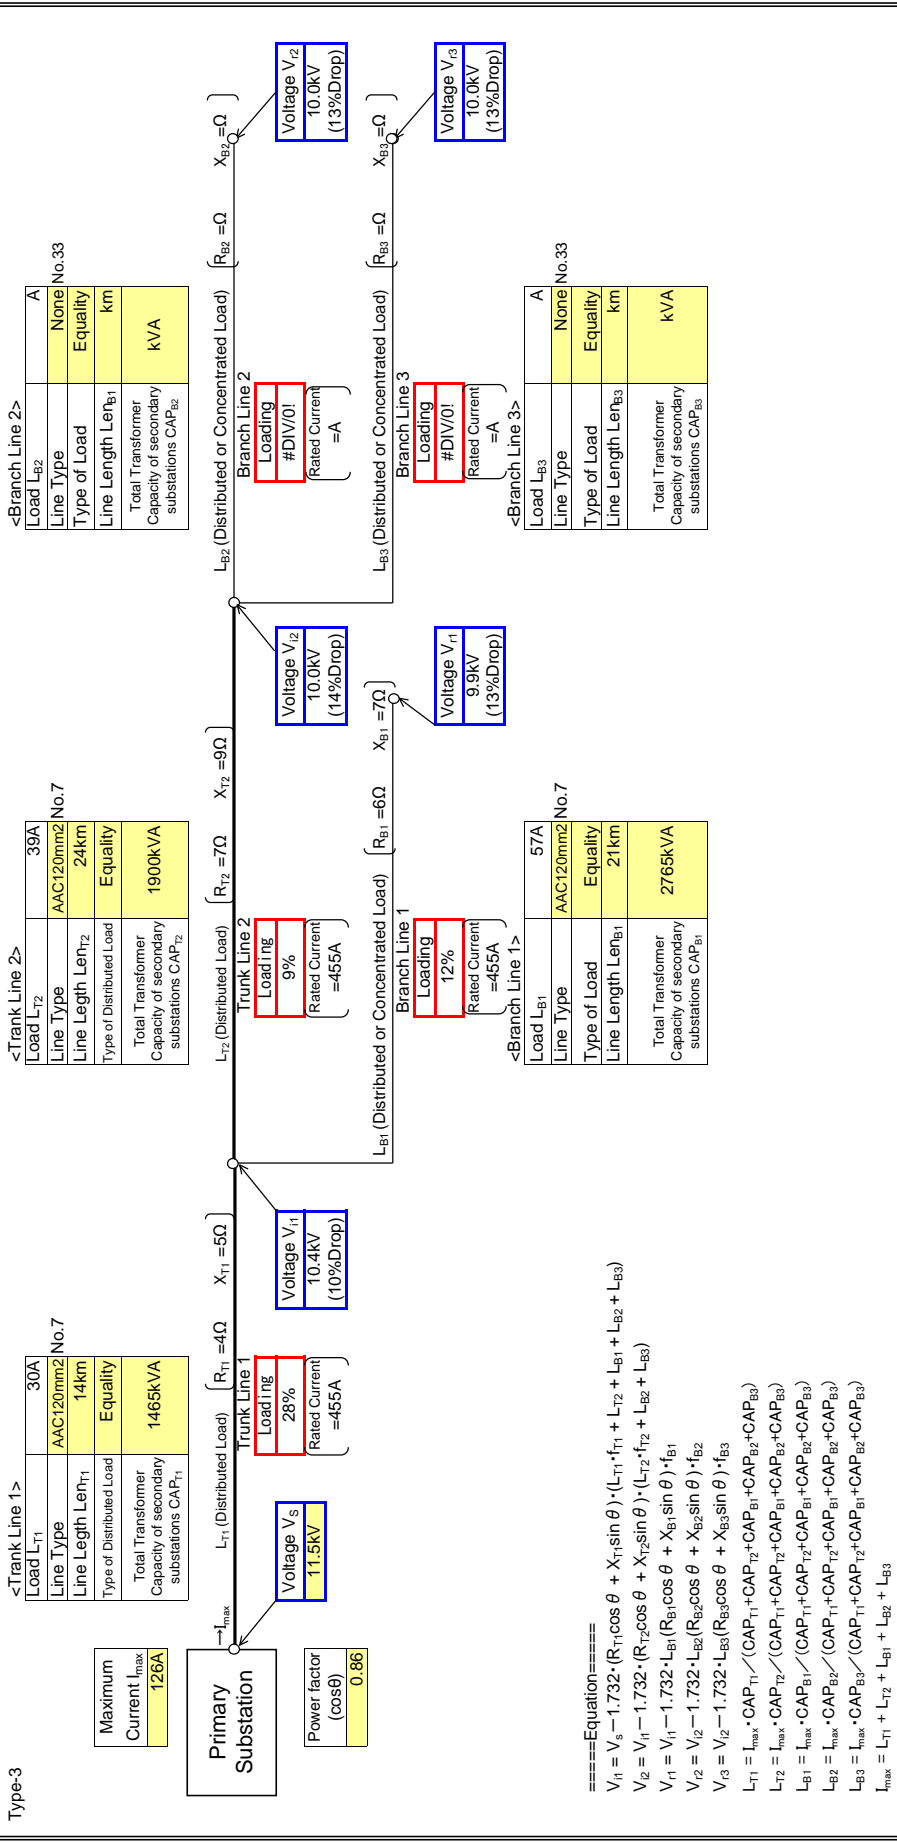 Type-3
<Trank Line 1>
Load LT1 30A
Line Type AAC120mm2 No.7
Line Legth LenT1 14km
Type of Distributed Load Equality
Total Transformer
Capacity of secondary
substations CAPT1 1465kVA
<Trank Line 2>
Load LT2 39A
Line Type AAC120mm2 No.7
Line Legth LenT2 24km
Type of Distributed Load Equality
Total Transformer
Capacity of secondary
substations CAPT2 1900kVA
<Branch Line 2>
Load LB2 A
Line Type None No.33
Type of Load Equality
Line Length LenB1 km
Total Transformer
Capacity of secondary
substations CAPB2 kVA
Maximum
Current Imax
126A
Primary
Substation
→Imax
Power factor
(cosθ)
0.86
Voltage VS
11.5kV
LT1 (Distributed Load) (RT1 =4Ω XT1 =5Ω)
Trunk Line 1
Loading
28%
(Rated Current
=455A)
Voltage Vi1
10.4kV
(10%Drop)
LT2 (Distributed Load) (RT2 =7Ω XT2 =9Ω)
Trunk Line 2
Loading
9%
(Rated Current
=455A)
Voltage Vi2
10.0kV
(14%Drop)
LB2 (Distributed or Concentrated Load) (RB2 =Ω XB2 =Ω)
Branch Line 2
Loading
#DIV/0!
(Rated Current
=A)
Voltage Vr2
10.0kV
(13%Drop)
LB1 (Distributed or Concentrated Load) (RB1 =6Ω XB1 =7Ω)
Branch Line 1
Loading
12%
(Rated Current
=455A)
Voltage Vr1
9.9kV
(13%Drop)
LB3 (Distributed or Concentrated Load) (RB3 =Ω XB3 =Ω)
Branch Line 3
Loading
#DIV/0!
(Rated Current
=A)
Voltage Vr3
10.0kV
(13%Drop)
<Branch Line 1>
Load LB1 57A
Line Type AAC120mm2 No.7
Type of Load Equality
Line Length LenB1 21km
Total Transformer
Capacity of secondary
substations CAPB1 2765kVA
<Branch Line 3>
Load LB3 A
Line Type None No.33
Type of Load Equality
Line Length LenB3 km
Total Transformer
Capacity of secondary
substations CAPB3 kVA
=====Equation=====
Vi1 = Vs－1.732・(RT1cos θ + XT1sin θ)・(LT1・fT1 + LT2 + LB1 + LB2 + LB3)
Vi2 = Vi1－1.732・(RT2cos θ + XT2sin θ)・(LT2・fT2 + LB2 + LB3)
Vr1 = Vi1－1.732・LB1(RB1cos θ + XB1sin θ)・fB1
Vr2 = Vi2－1.732・LB2(RB2cos θ + XB2sin θ)・fB2
Vr3 = Vi2－1.732・LB3(RB3cos θ + XB3sin θ)・fB3
LT1 = Imax・CAPT1／(CAPT1+CAPT2+CAPB1+CAPB2+CAPB3)
LT2 = Imax・CAPT2／(CAPT1+CAPT2+CAPB1+CAPB2+CAPB3)
LB1 = Imax・CAPB1／(CAPT1+CAPT2+CAPB1+CAPB2+CAPB3)
LB2 = Imax・CAPB2／(CAPT1+CAPT2+CAPB1+CAPB2+CAPB3)
LB3 = Imax・CAPB3／(CAPT1+CAPT2+CAPB1+CAPB2+CAPB3)
Imax = LT1 + LT2 + LB1 + LB2 + LB3